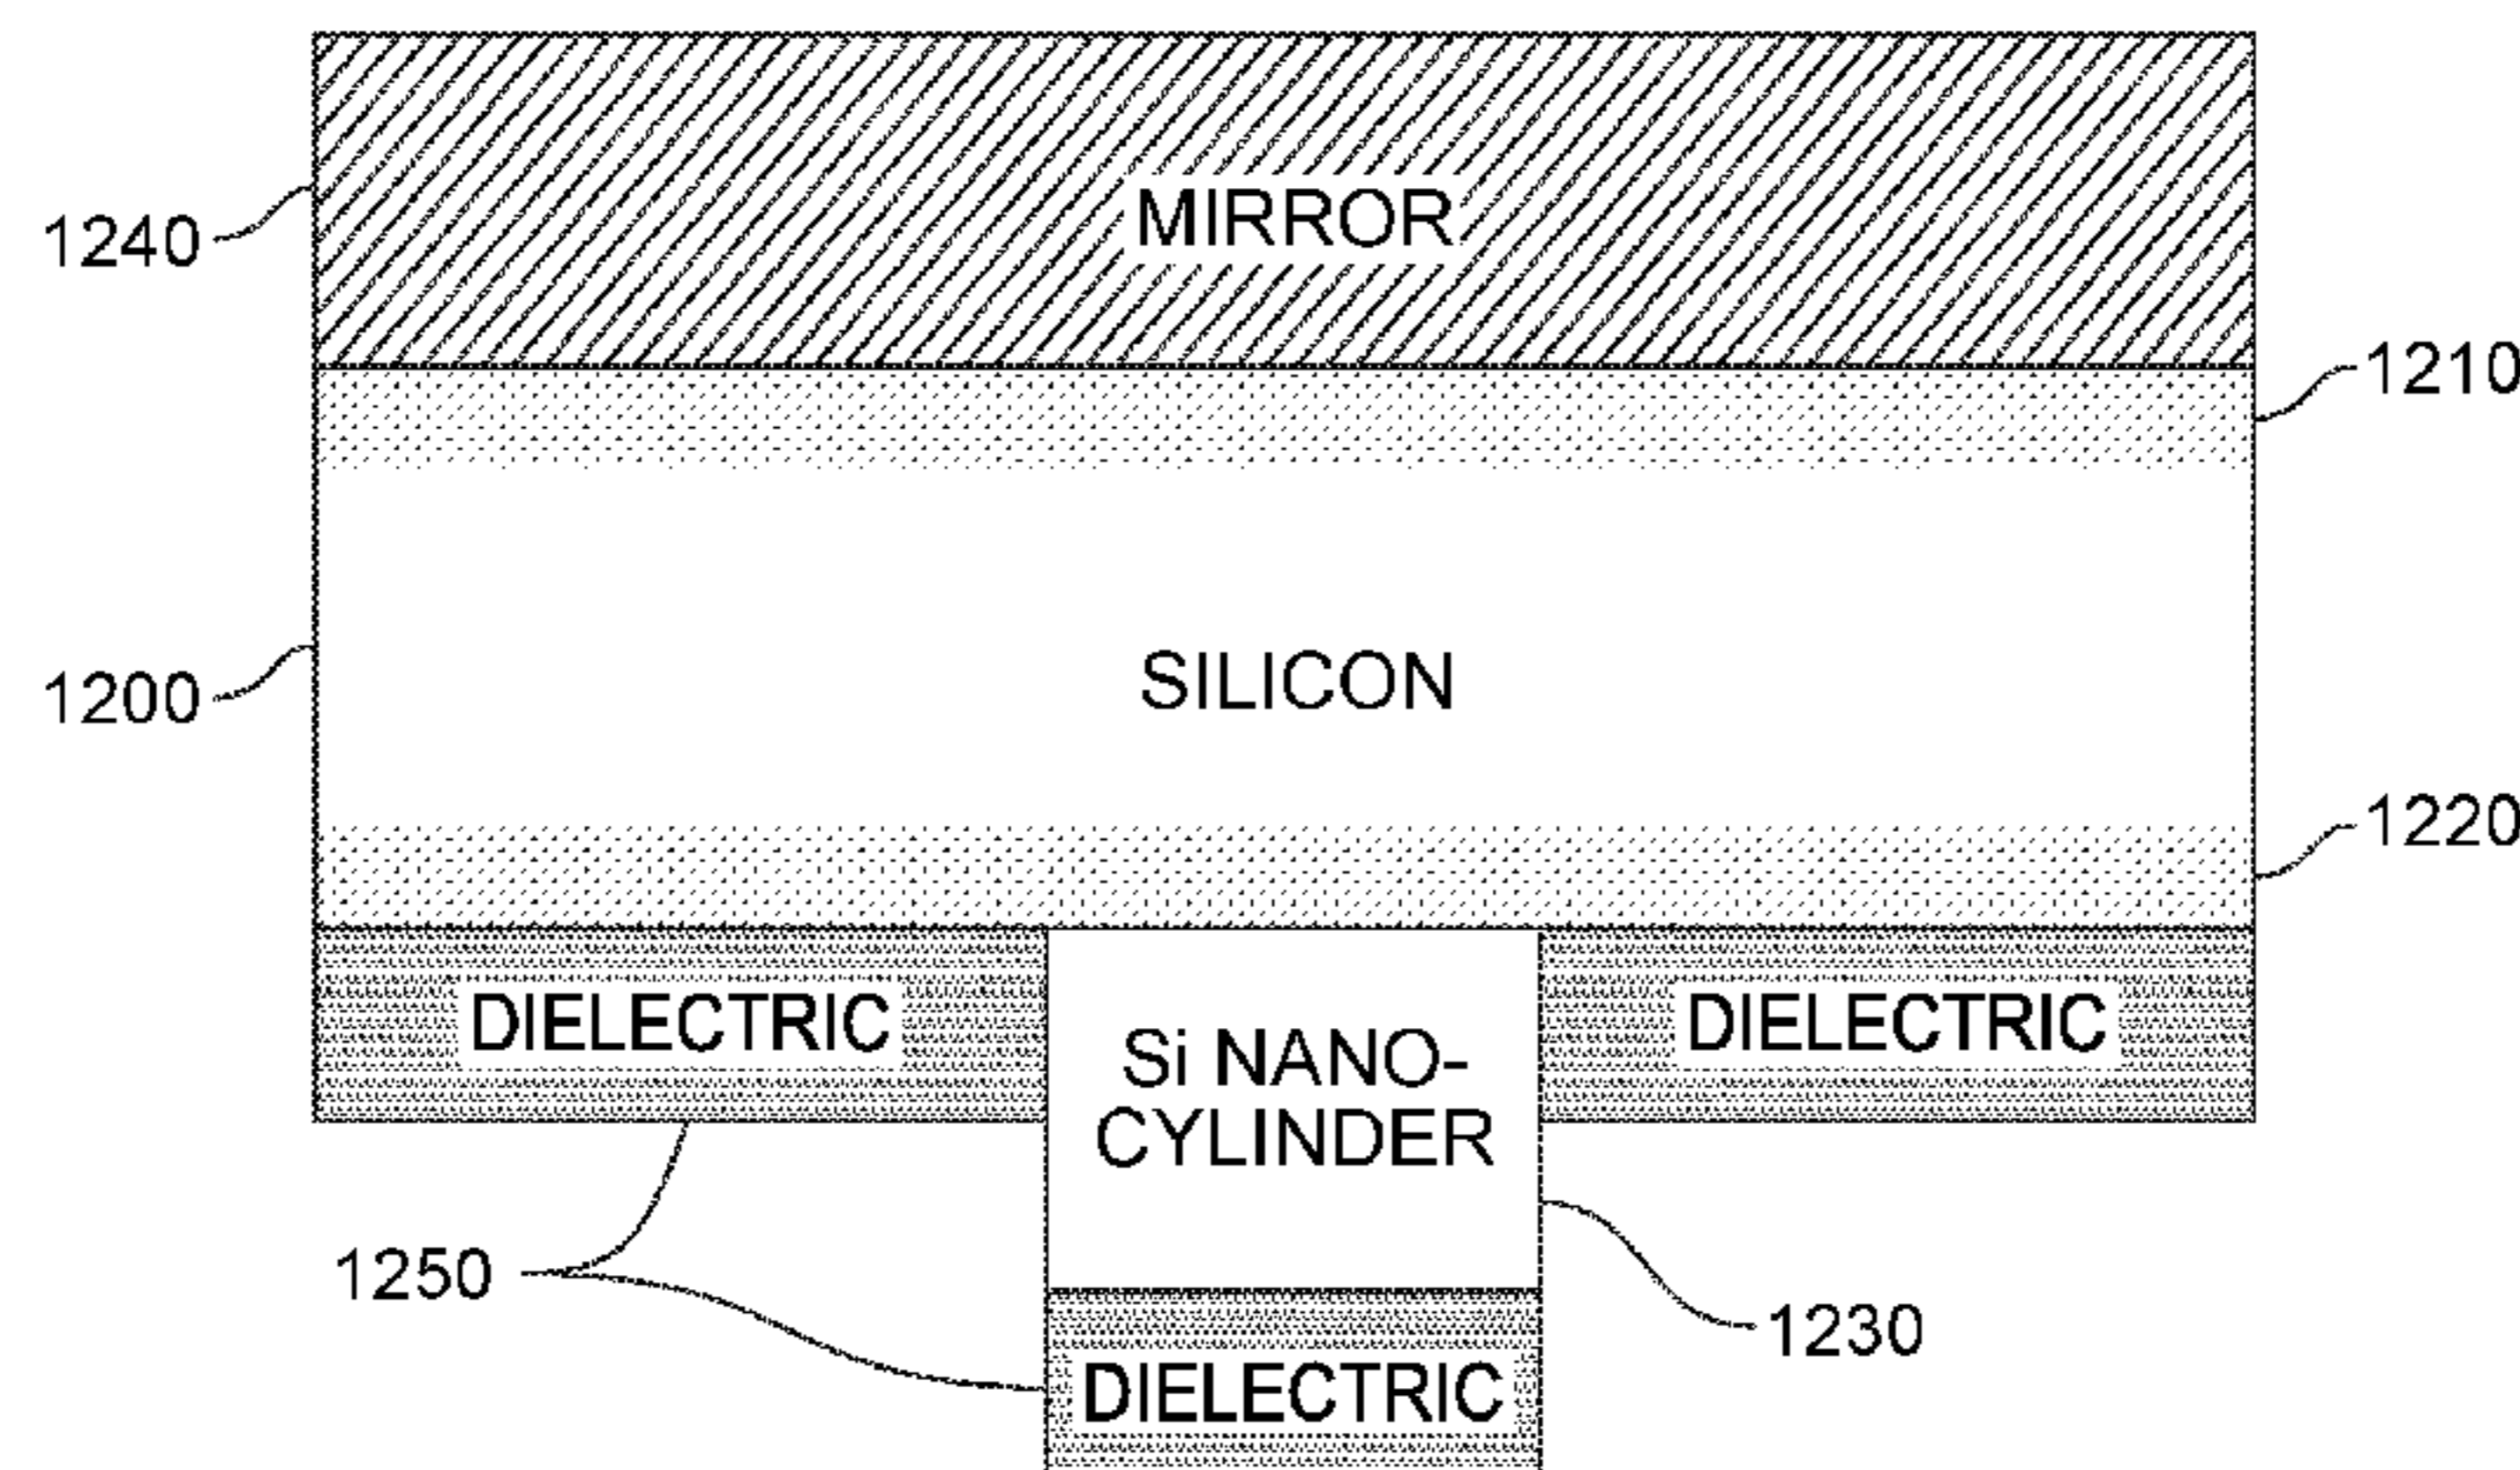 MIRROR
1240
1210
SILICON
1200
1220
DIELECTRIC
DIELECTRIC
Si NANO-
CYLINDER
1250
1230
DIELECTRIC